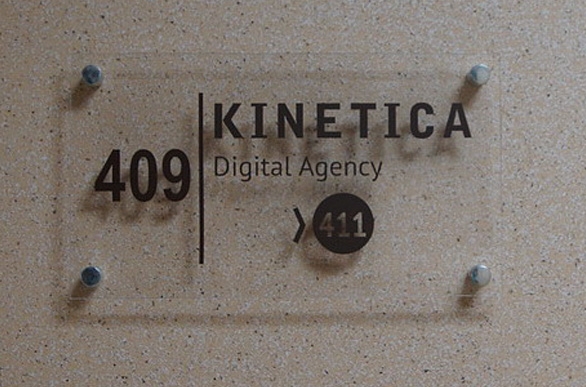 409
KINETICA
Digital Agency
❯ 411